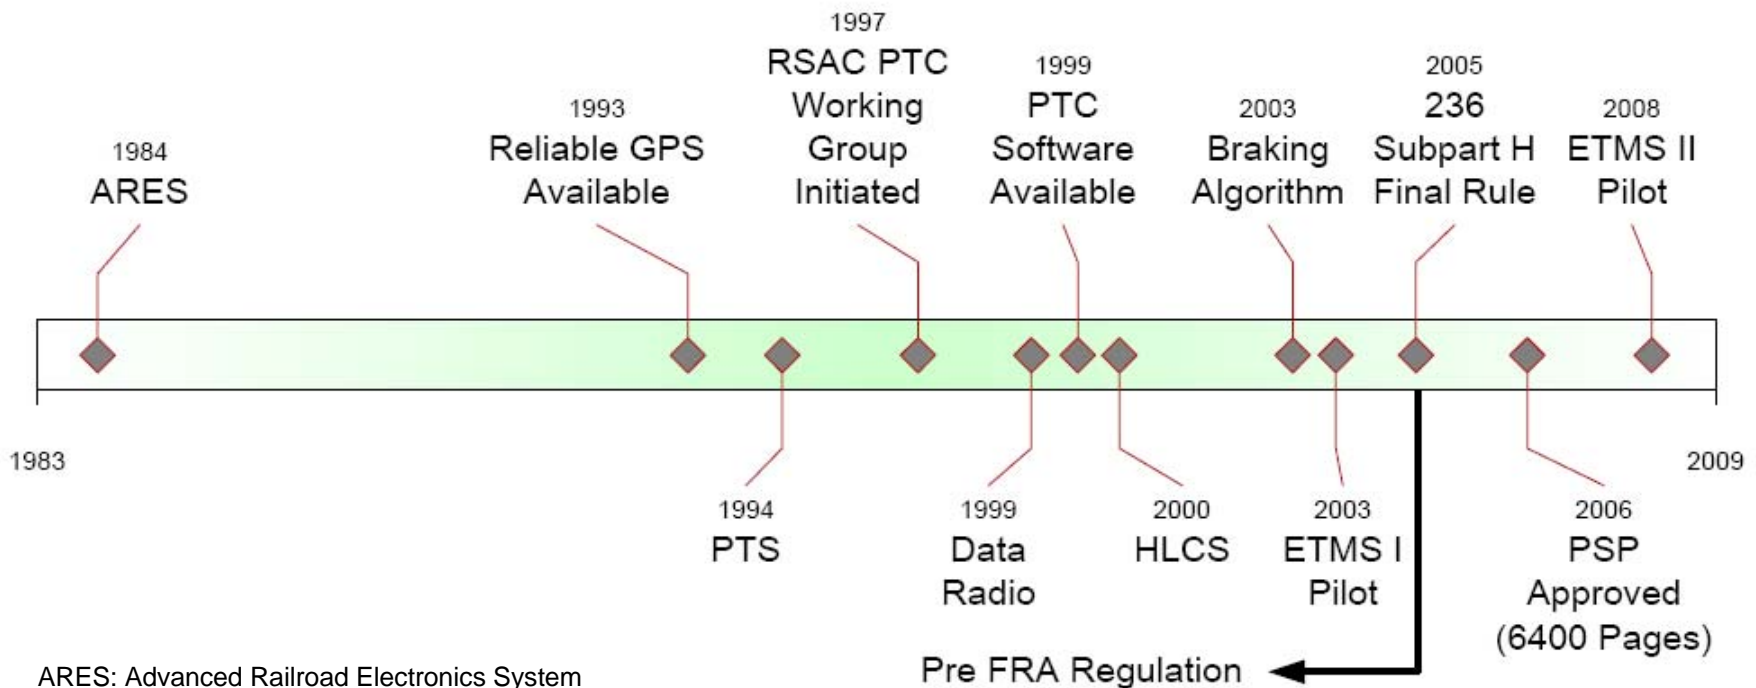 1984
ARES
1993
Reliable GPS
Available
1997
RSAC PTC
Working
Group
Initiated
1999
PTC
Software
Available
2003
Braking
Algorithm
2005
236
Subpart H
Final Rule
2008
ETMS II
Pilot
1983
2009
1994
PTS
1999
Data
Radio
2000
HLCS
2003
ETMS I
Pilot
2006
PSP
Approved
(6400 Pages)
Pre FRA Regulation
ARES: Advanced Railroad Electronics System